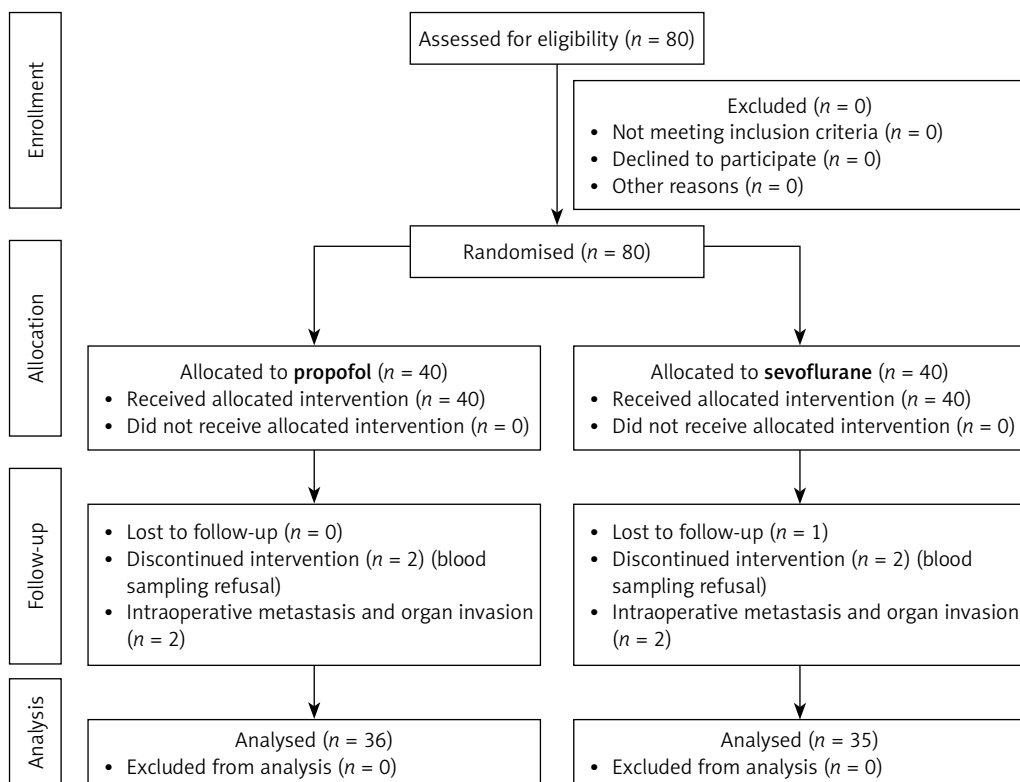 Enrollment
Assessed for eligibility (n = 80)
Excluded (n = 0)
• Not meeting inclusion criteria (n = 0)
• Declined to participate (n = 0)
• Other reasons (n = 0)
Allocation
Randomised (n = 80)
Allocated to propofol (n = 40)
• Received allocated intervention (n = 40)
• Did not receive allocated intervention (n = 0)
Allocated to sevoflurane (n = 40)
• Received allocated intervention (n = 40)
• Did not receive allocated intervention (n = 0)
Follow-up
• Lost to follow-up (n = 0)
• Discontinued intervention (n = 2) (blood
sampling refusal)
• Intraoperative metastasis and organ invasion
(n = 2)
• Lost to follow-up (n = 1)
• Discontinued intervention (n = 2) (blood
sampling refusal)
• Intraoperative metastasis and organ invasion
(n = 2)
Analysis
Analysed (n = 36)
• Excluded from analysis (n = 0)
Analysed (n = 35)
• Excluded from analysis (n = 0)